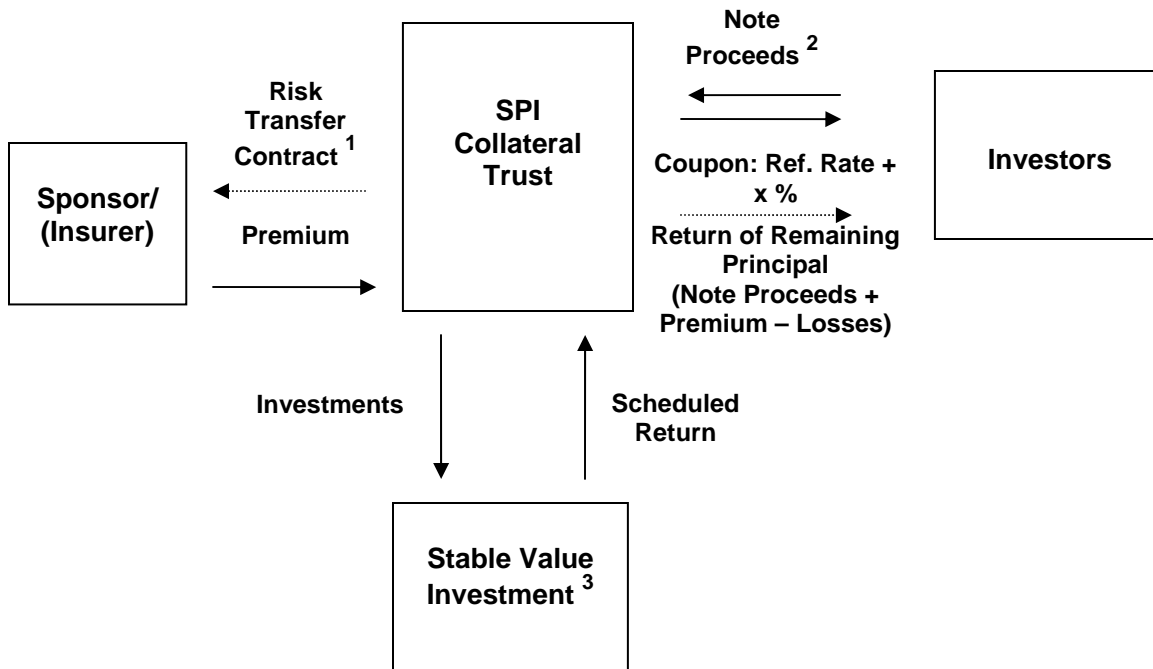 Note
Proceeds 2
Risk
Transfer
Contract 1
SPI
Collateral
Trust
Investors
Coupon: Ref. Rate +
x %
Sponsor/
(Insurer)
Premium
Return of Remaining
Principal
(Note Proceeds +
Premium – Losses)
Investments
Scheduled
Return
Stable Value
Investment 3